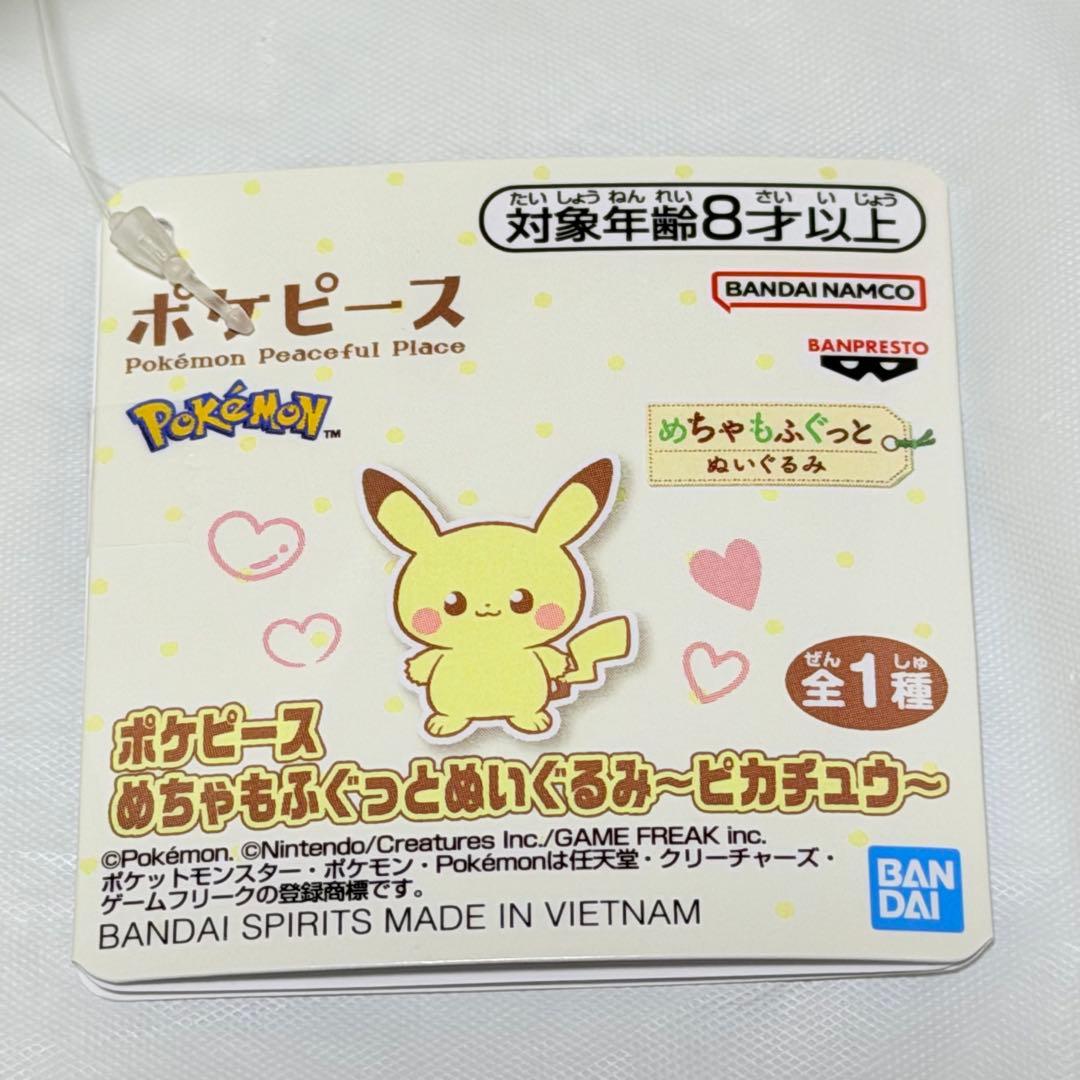 たいしょうねんれい さいいじょう
対象年齢8才以上
ポケピース
Pokémon Peaceful Place
BANDAI NAMCO
BANPRESTO
POKéMON™
めちゃもふぐっと
ぬいぐるみ
ぜん しゅ
全1種
ポケピース
めちゃもふぐっとぬいぐるみ～ピカチュウ～
©Pokémon. ©Nintendo/Creatures Inc./GAME FREAK inc.
ポケットモンスター・ポケモン・Pokémonは任天堂・クリーチャーズ・
ゲームフリークの登録商標です。
BANDAI SPIRITS MADE IN VIETNAM
BAN
DAI